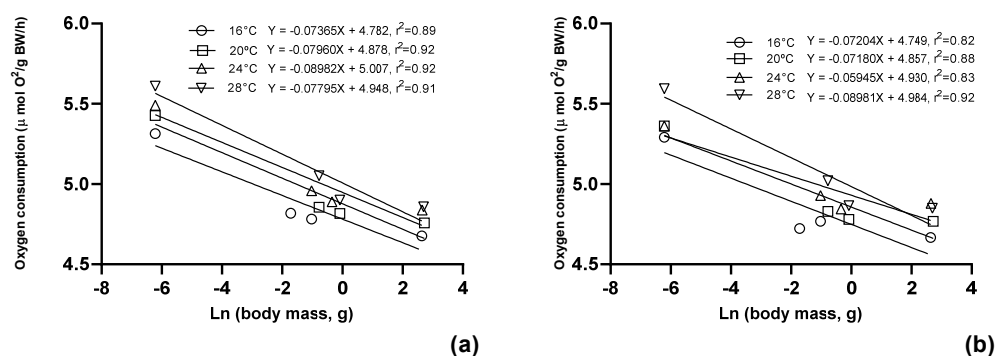 6.0
5.5
5.0
4.5
Oxygen consumption (μ mol O²/g BW/h)
16°C Y = -0.07365X + 4.782, r²=0.89
20ºC Y = -0.07960X + 4.878, r²=0.92
24°C Y = -0.08982X + 5.007, r²=0.92
28°C Y = -0.07795X + 4.948, r²=0.91
-8 -6 -4 -2 0 2 4
Ln (body mass, g)
(a)
6.0
5.5
5.0
4.5
Oxygen consumption (μ mol O²/g BW/h)
16°C Y = -0.07204X + 4.749, r²=0.82
20ºC Y = -0.07180X + 4.857, r²=0.88
24°C Y = -0.05945X + 4.930, r²=0.83
28°C Y = -0.08981X + 4.984, r²=0.92
-8 -6 -4 -2 0 2 4
Ln (body mass, g)
(b)